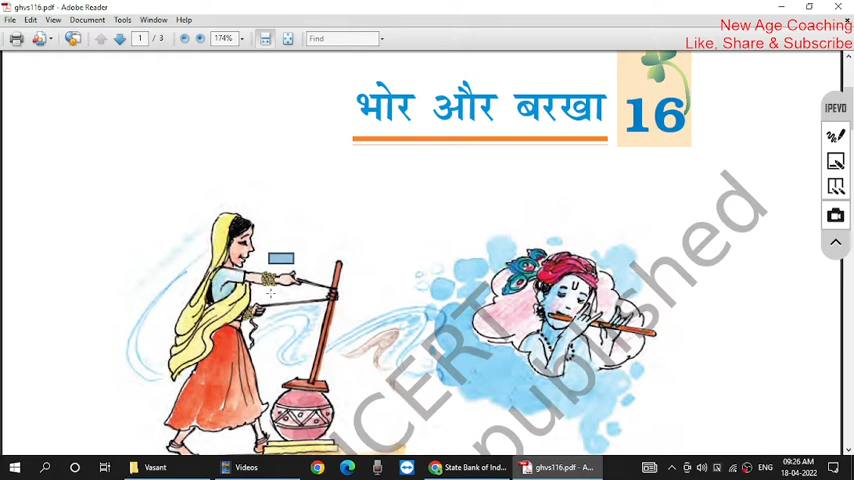 ghvs116.pdf - Adobe Reader
File Edit View Document Tools Window Help
New Age Coaching
Like, Share & Subscribe
1 / 3 174% Find
भोर और बरखा 16
IPEVO
NCERT
published
Vasant Videos State Bank of Ind... ghvs116.pdf - A... ENG
09:26 AM
18-04-2022